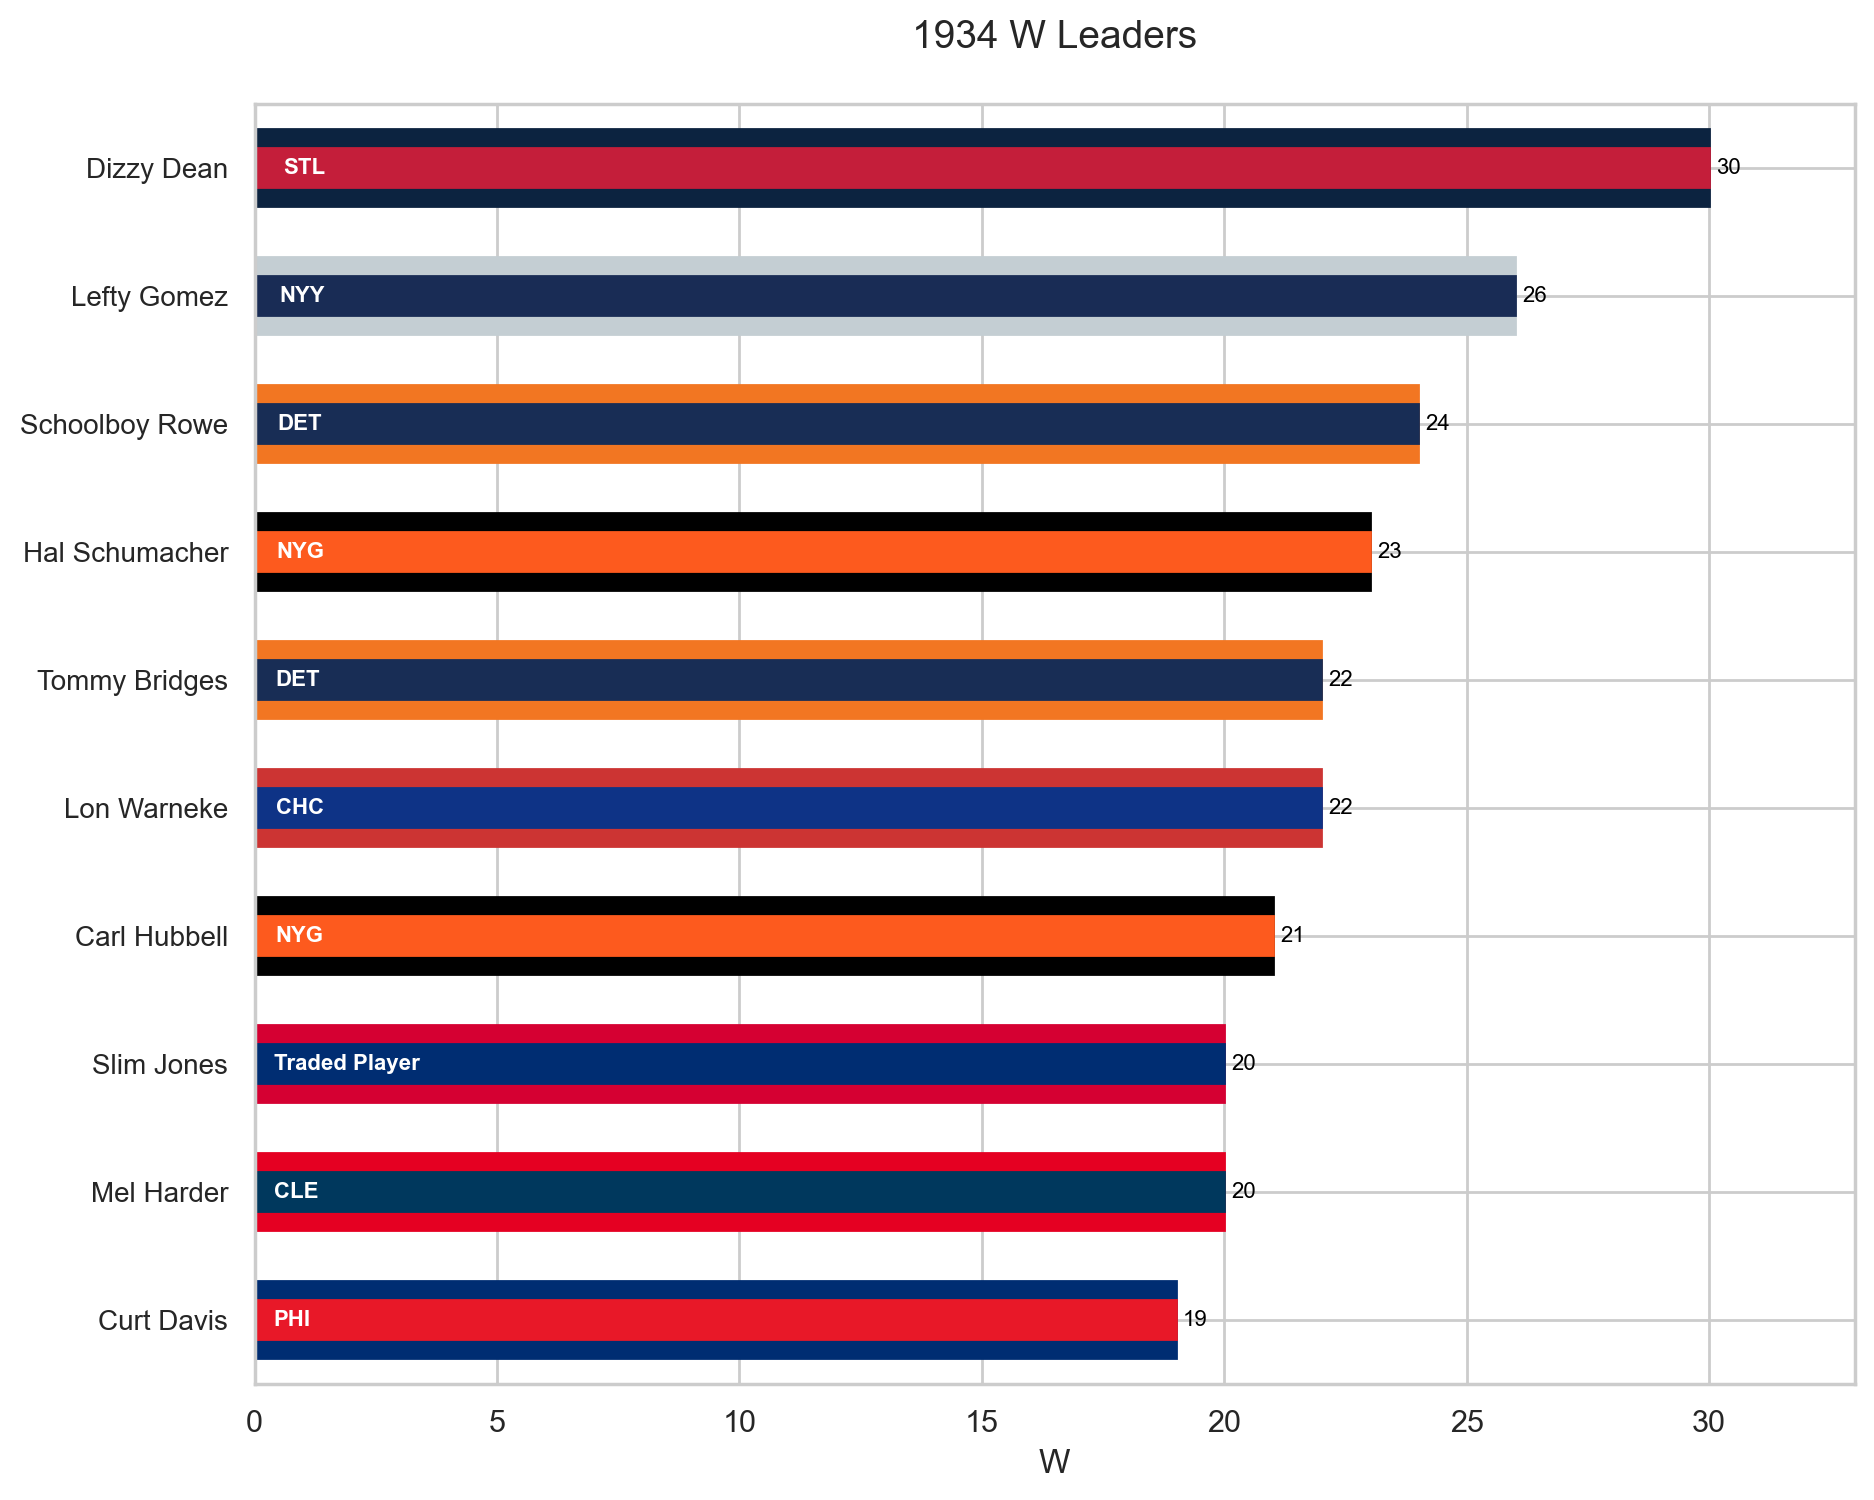 1934 W Leaders
Dizzy Dean STL 30
Lefty Gomez NYY 26
Schoolboy Rowe DET 24
Hal Schumacher NYG 23
Tommy Bridges DET 22
Lon Warneke CHC 22
Carl Hubbell NYG 21
Slim Jones Traded Player 20
Mel Harder CLE 20
Curt Davis PHI 19
0 5 10 15 20 25 30
W